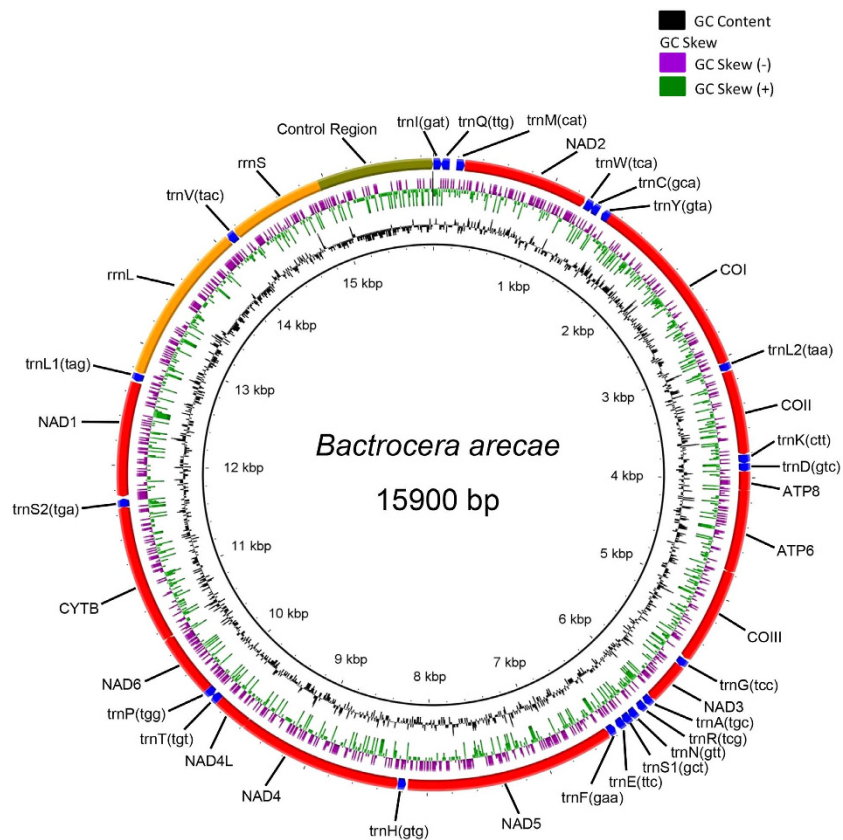 GC Content
GC Skew
GC Skew (-)
GC Skew (+)
Control Region
trnI(gat)
trnQ(ttg)
trnM(cat)
NAD2
trnW(tca)
trnC(gca)
trnY(gta)
COI
trnL2(taa)
COII
trnK(ctt)
trnD(gtc)
ATP8
ATP6
COIII
trnG(tcc)
NAD3
trnA(tgc)
trnR(tcg)
trnN(gtt)
trnS1(gct)
trnE(ttc)
trnF(gaa)
NAD5
trnH(gtg)
NAD4
NAD4L
trnT(tgt)
trnP(tgg)
NAD6
CYTB
trnS2(tga)
NAD1
trnL1(tag)
rrnL
trnV(tac)
rrnS
1 kbp
2 kbp
3 kbp
4 kbp
5 kbp
6 kbp
7 kbp
8 kbp
9 kbp
10 kbp
11 kbp
12 kbp
13 kbp
14 kbp
15 kbp
Bactrocera arecae
15900 bp